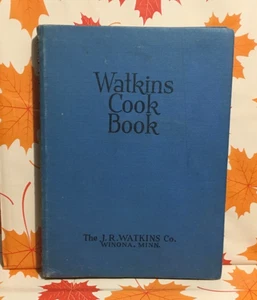 Watkins
Cook
Book
The J.R. WATKINS Co.
WINONA, MINN.